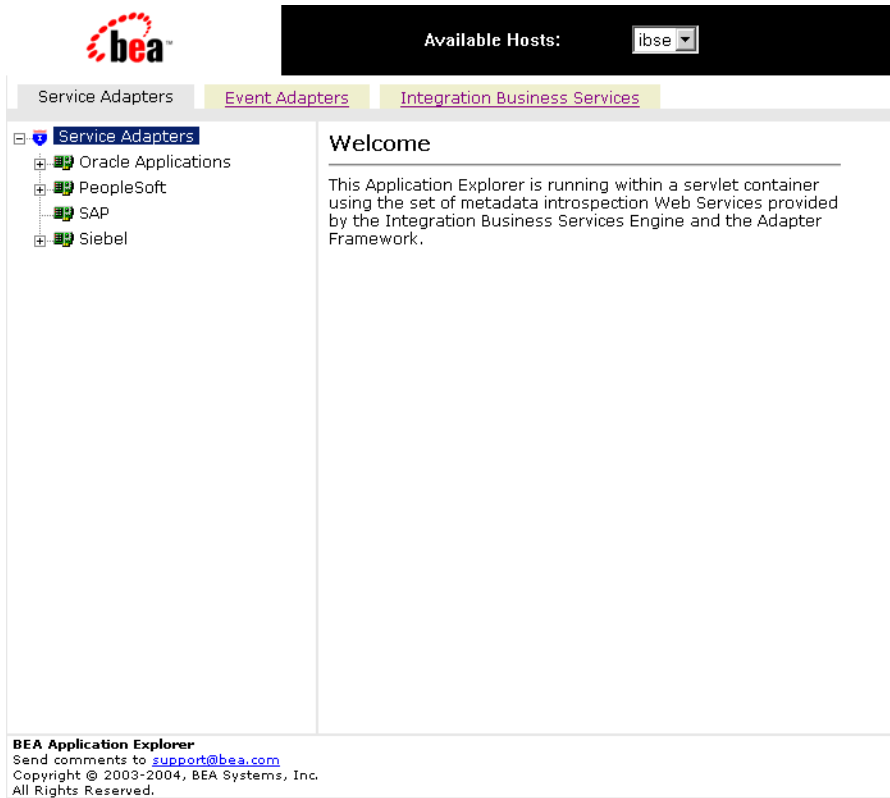 bea™
Available Hosts:
ibse
Service Adapters
Event Adapters
Integration Business Services
Service Adapters
Oracle Applications
PeopleSoft
SAP
Siebel
Welcome
This Application Explorer is running within a servlet container
using the set of metadata introspection Web Services provided
by the Integration Business Services Engine and the Adapter
Framework.
BEA Application Explorer
Send comments to support@bea.com
Copyright © 2003-2004, BEA Systems, Inc.
All Rights Reserved.